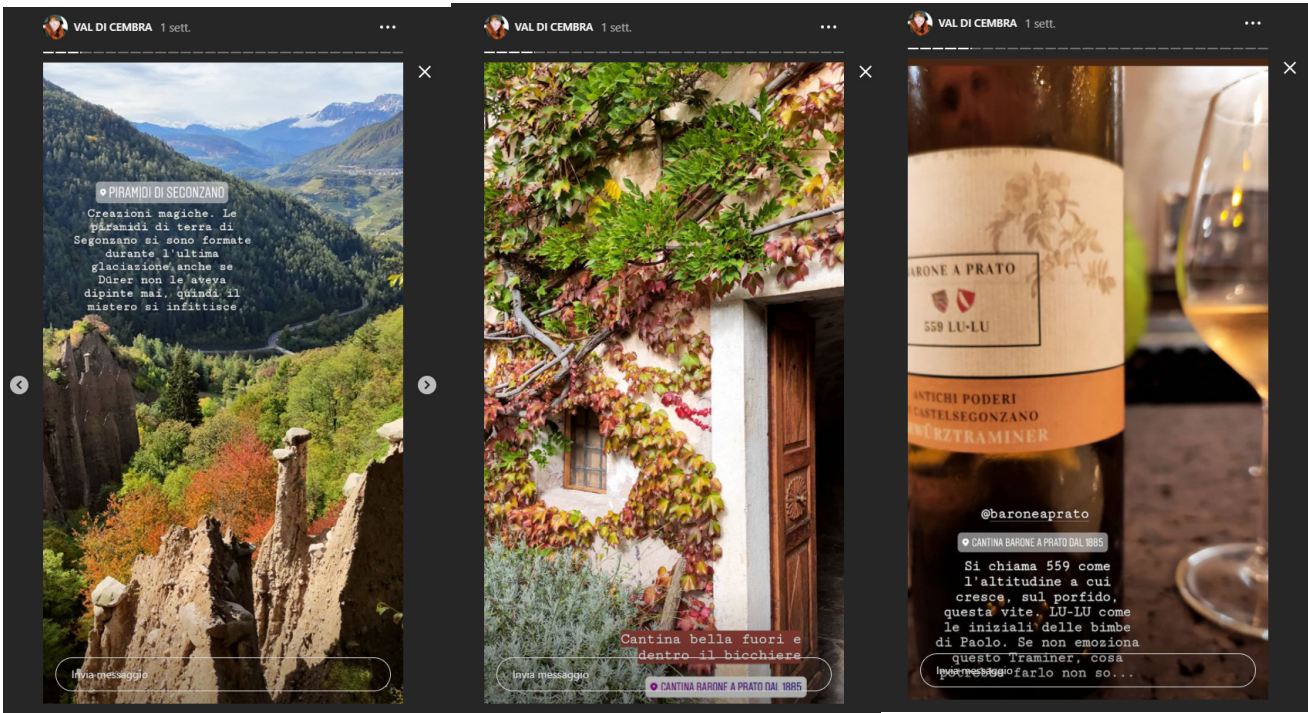 VAL DI CEMBRA 1 sett.
PIRAMIDI DI SEGONZANO
Creazioni magiche. Le
piramidi di terra di
Segonzano si sono formate
durante l'ultima
glaciazione anche se
Dürer non le aveva
dipinte mai, quindi il
mistero si infittisce
Invia messaggio
VAL DI CEMBRA 1 sett.
Cantina bella fuori e
dentro il bicchiere
Invia messaggio
CANTINA BARONE A PRATO DAL 1885
VAL DI CEMBRA 1 sett.
ARONE A PRATO
559 LU•LU
ANTICHI PODERI
CASTELSEGONZANO
EWÜRZTRAMINER
@baroneaprato
CANTINA BARONE A PRATO DAL 1885
Si chiama 559 come
l'altitudine a cui
cresce, sul porfido,
questa vite. LU-LU come
le iniziali delle bimbe
di Paolo. Se non emoziona
questo Traminer, cosa
potrebbe farlo non so...
Invia messaggio